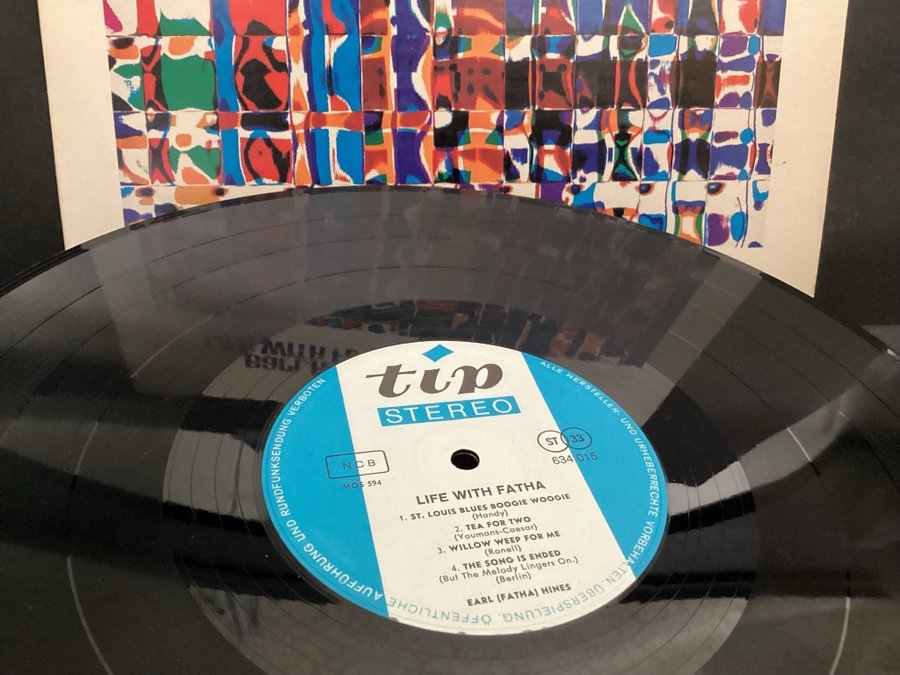 tip
STEREO
ST 33
634 015
NCB
MGS 594
LIFE WITH FATHA
1. ST. LOUIS BLUES BOOGIE WOOGIE
(Handy)
2. TEA FOR TWO
(Youmans-Caesar)
3. WILLOW WEEP FOR ME
(Ronell)
4. THE SONG IS ENDED
(But The Melody Lingers On.)
(Berlin)
EARL (FATHA) HINES
ALLE HERSTELLER- UND URHEBERRECHTE VORBEHALTEN. ÜBERSPIELUNG, ÖFFENTLICHE AUFFÜHRUNG UND RUNDFUNKSENDUNG VERBOTEN